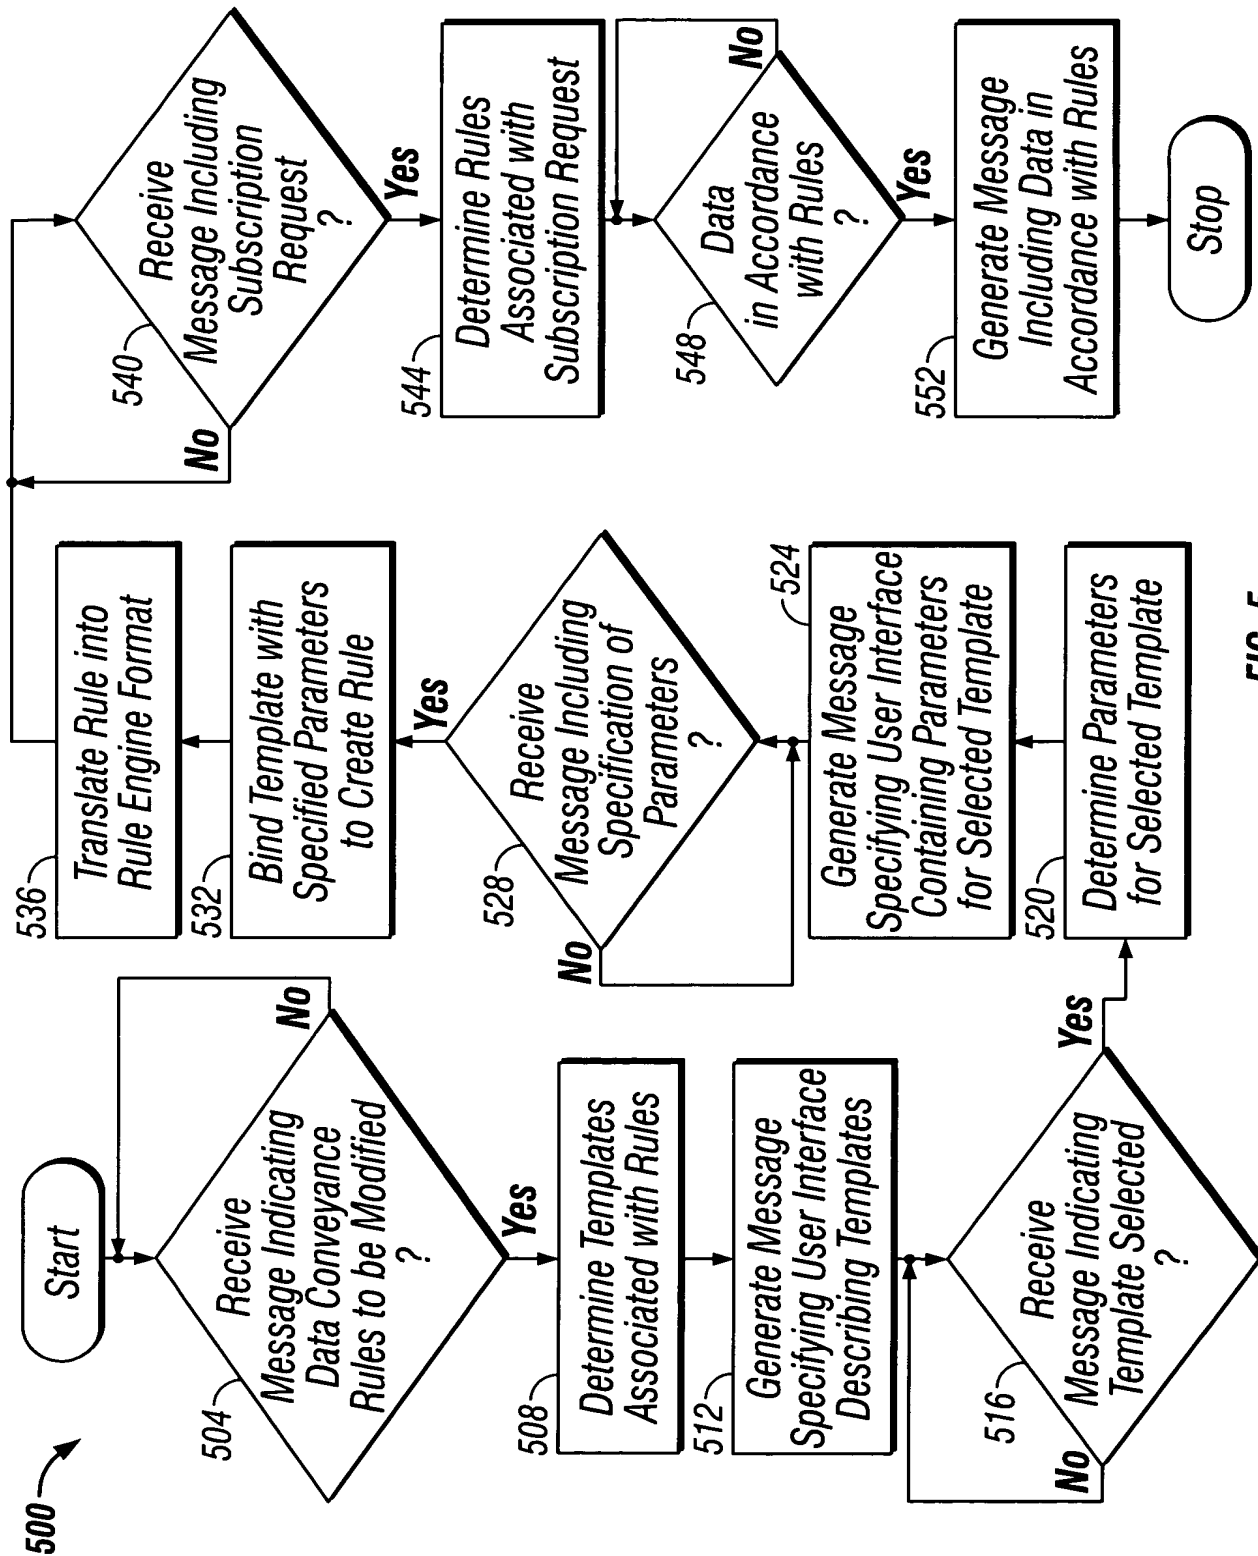 500
Start
504
Receive
Message Indicating
Data Conveyance
Rules to be Modified
?
No
Yes
508
Determine Templates
Associated with Rules
512
Generate Message
Specifying User Interface
Describing Templates
516
Receive
Message Indicating
Template Selected
?
No
Yes
520
Determine Parameters
for Selected Template
524
Generate Message
Specifying User Interface
Containing Parameters
for Selected Template
528
Receive
Message Including
Specification of
Parameters
?
No
Yes
532
Bind Template with
Specified Parameters
to Create Rule
536
Translate Rule into
Rule Engine Format
540
Receive
Message Including
Subscription
Request
?
No
Yes
544
Determine Rules
Associated with
Subscription Request
548
Data
in Accordance
with Rules
?
No
Yes
552
Generate Message
Including Data in
Accordance with Rules
Stop